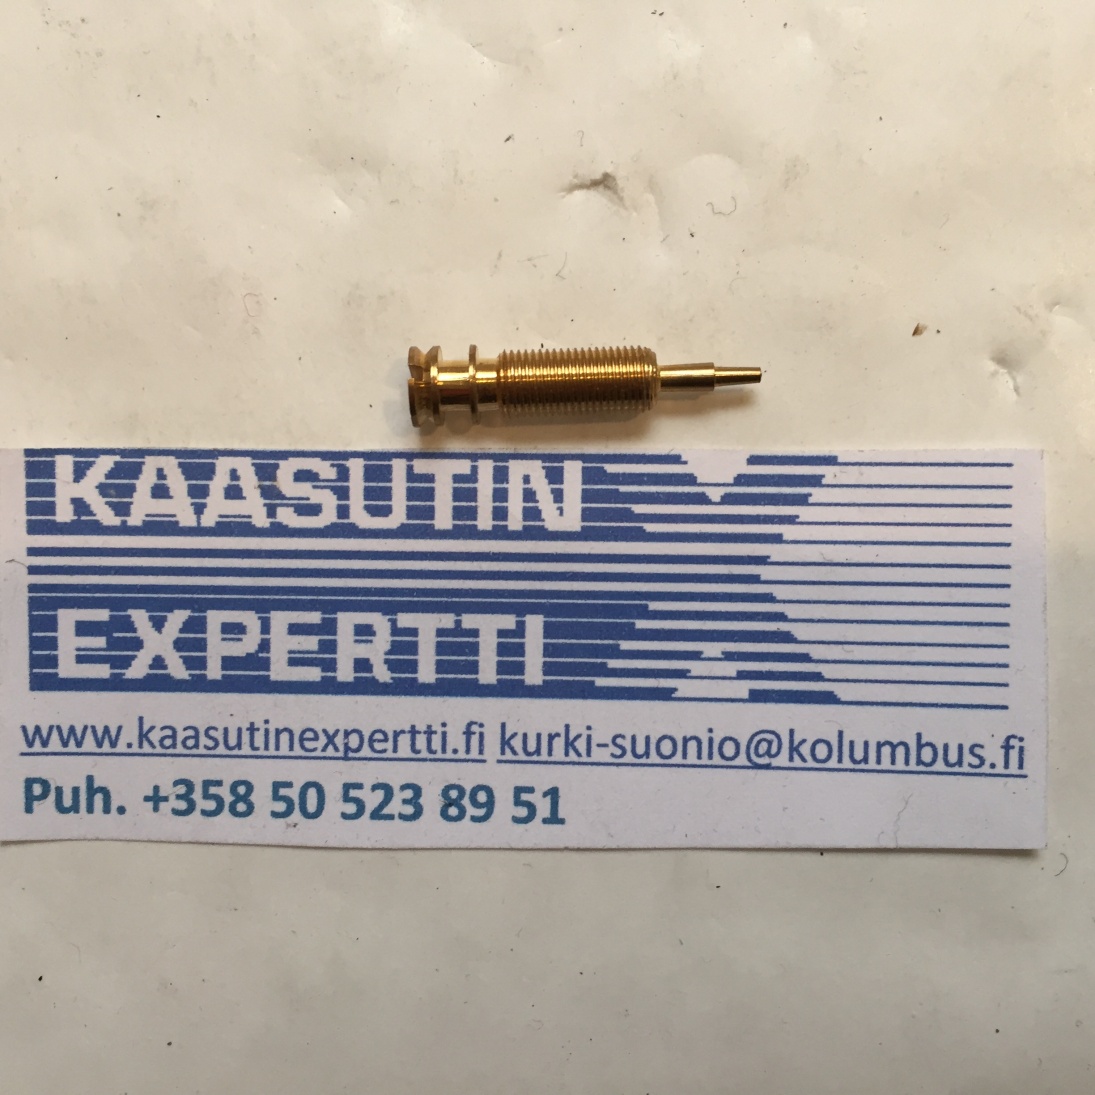 KAASUTIN
EXPERTTI
www.kaasutinexpertti.fi kurki-suonio@kolumbus.fi
Puh. +358 50 523 89 51